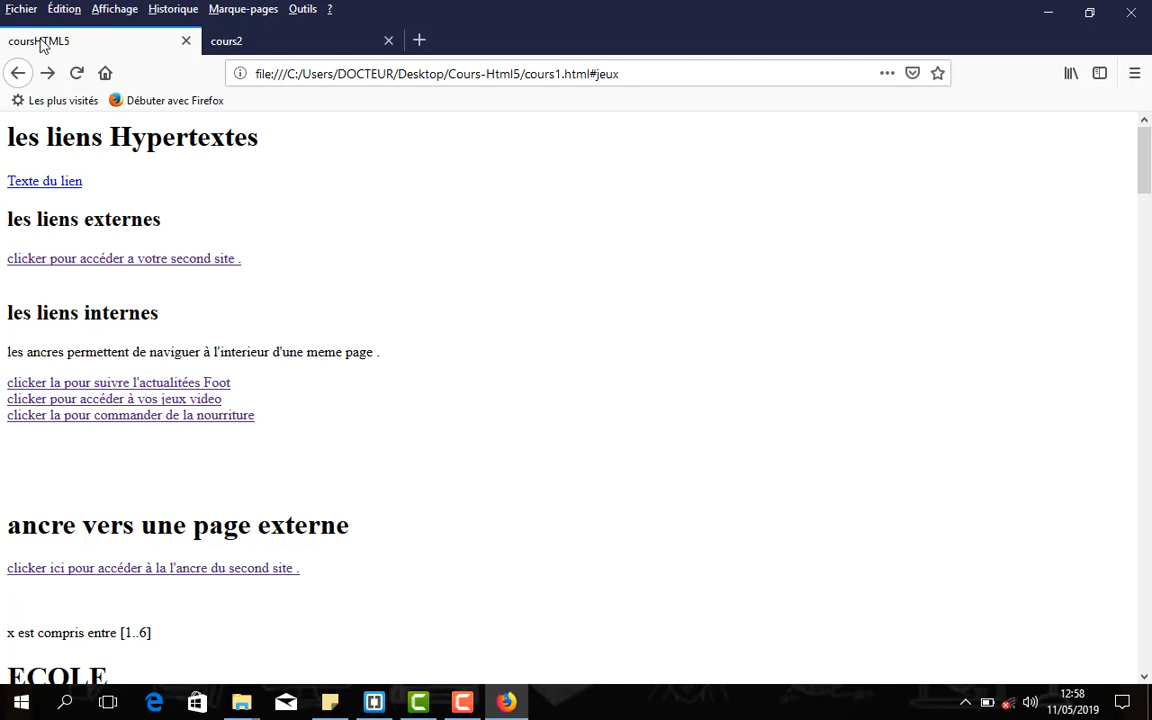 Fichier Édition Affichage Historique Marque-pages Outils ?
coursHTML5 cours2
file:///C:/Users/DOCTEUR/Desktop/Cours-Html5/cours1.html#jeux
Les plus visités Débuter avec Firefox
les liens Hypertextes
Texte du lien
les liens externes
clicker pour accéder a votre second site .
les liens internes
les ancres permettent de naviguer à l'interieur d'une meme page .
clicker la pour suivre l'actualitées Foot
clicker pour accéder à vos jeux video
clicker la pour commander de la nourriture
ancre vers une page externe
clicker ici pour accéder à la l'ancre du second site .
x est compris entre [1..6]
ECOLE
12:58
11/05/2019